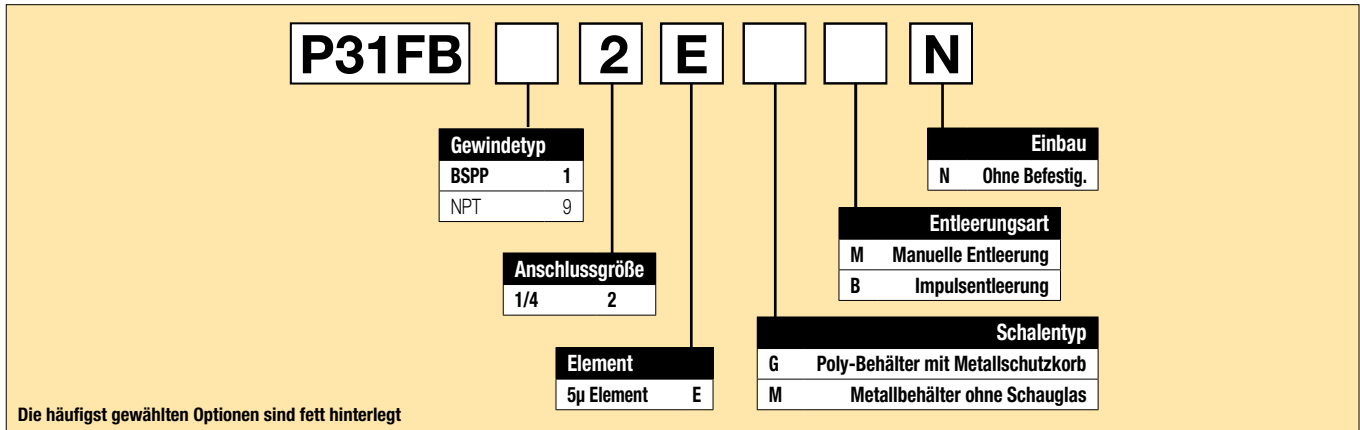 P31FB 2 E N
Gewindetyp
BSPP 1
NPT 9
Anschlussgröße
1/4 2
Element
5µ Element E
Einbau
N Ohne Befestig.
Entleerungsart
M Manuelle Entleerung
B Impulsentleerung
Schalentyp
G Poly-Behälter mit Metallschutzkorb
M Metallbehälter ohne Schauglas
Die häufigst gewählten Optionen sind fett hinterlegt